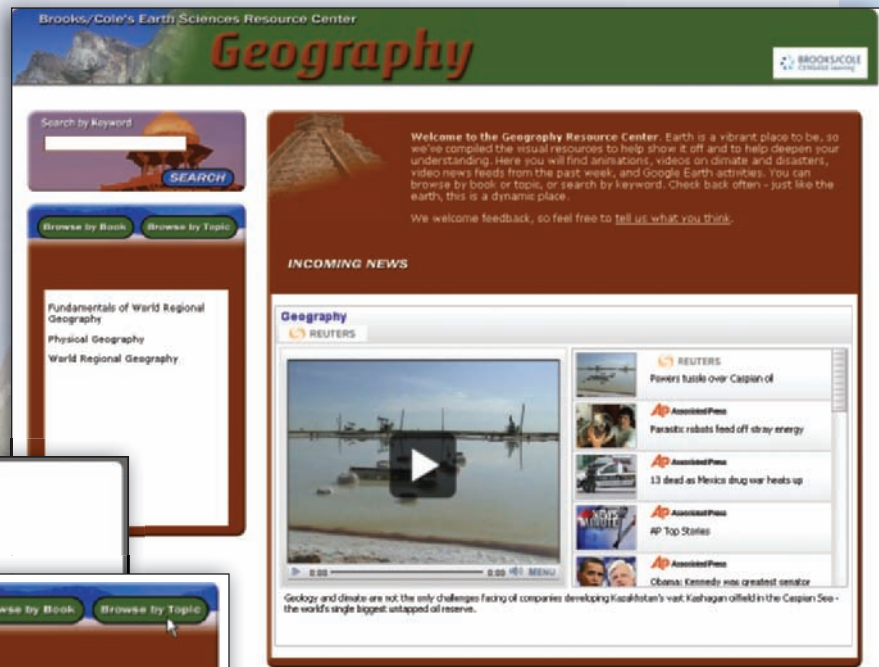 Brooks/Cole's Earth Sciences Resource Center
Geography
BROOKS/COLE
CENGAGE Learning
Search by Keyword
SEARCH
Browse by Book
Browse by Topic
Fundamentals of World Regional
Geography
Physical Geography
World Regional Geography
Welcome to the Geography Resource Center. Earth is a vibrant place to be, so
we've compiled the visual resources to help show it off and to help deepen your
understanding. Here you will find animations, videos on climate and disasters,
video news feeds from the past week, and Google Earth activities. You can
browse by book or topic, or search by keyword. Check back often - just like the
earth, this is a dynamic place.
We welcome feedback, so feel free to tell us what you think.
INCOMING NEWS
Geography
REUTERS
0:00
0:00 MENU
REUTERS
Powers tussle over Caspian oil
AP Associated Press
Parasitic robots feed off stray energy
AP Associated Press
13 dead as Mexico drug war heats up
NEWS
MINUTE
AP Associated Press
AP Top Stories
AP Associated Press
Obama: Kennedy was greatest senator
Geology and climate are not the only challenges facing oil companies developing Kazakhstan's vast Kashagan oilfield in the Caspian Sea -
the world's single biggest untapped oil reserve.
wse by Book
Browse by Topic